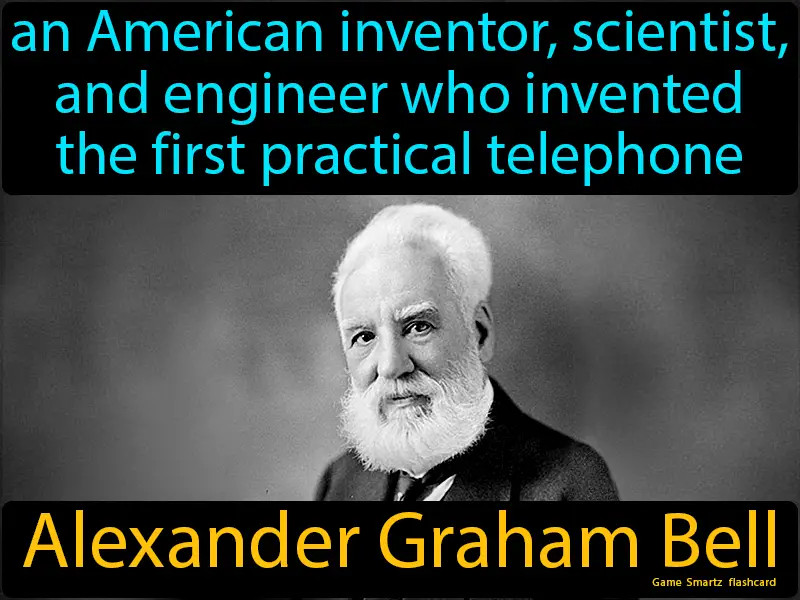 an American inventor, scientist,
and engineer who invented
the first practical telephone
Alexander Graham Bell
Game Smartz flashcard